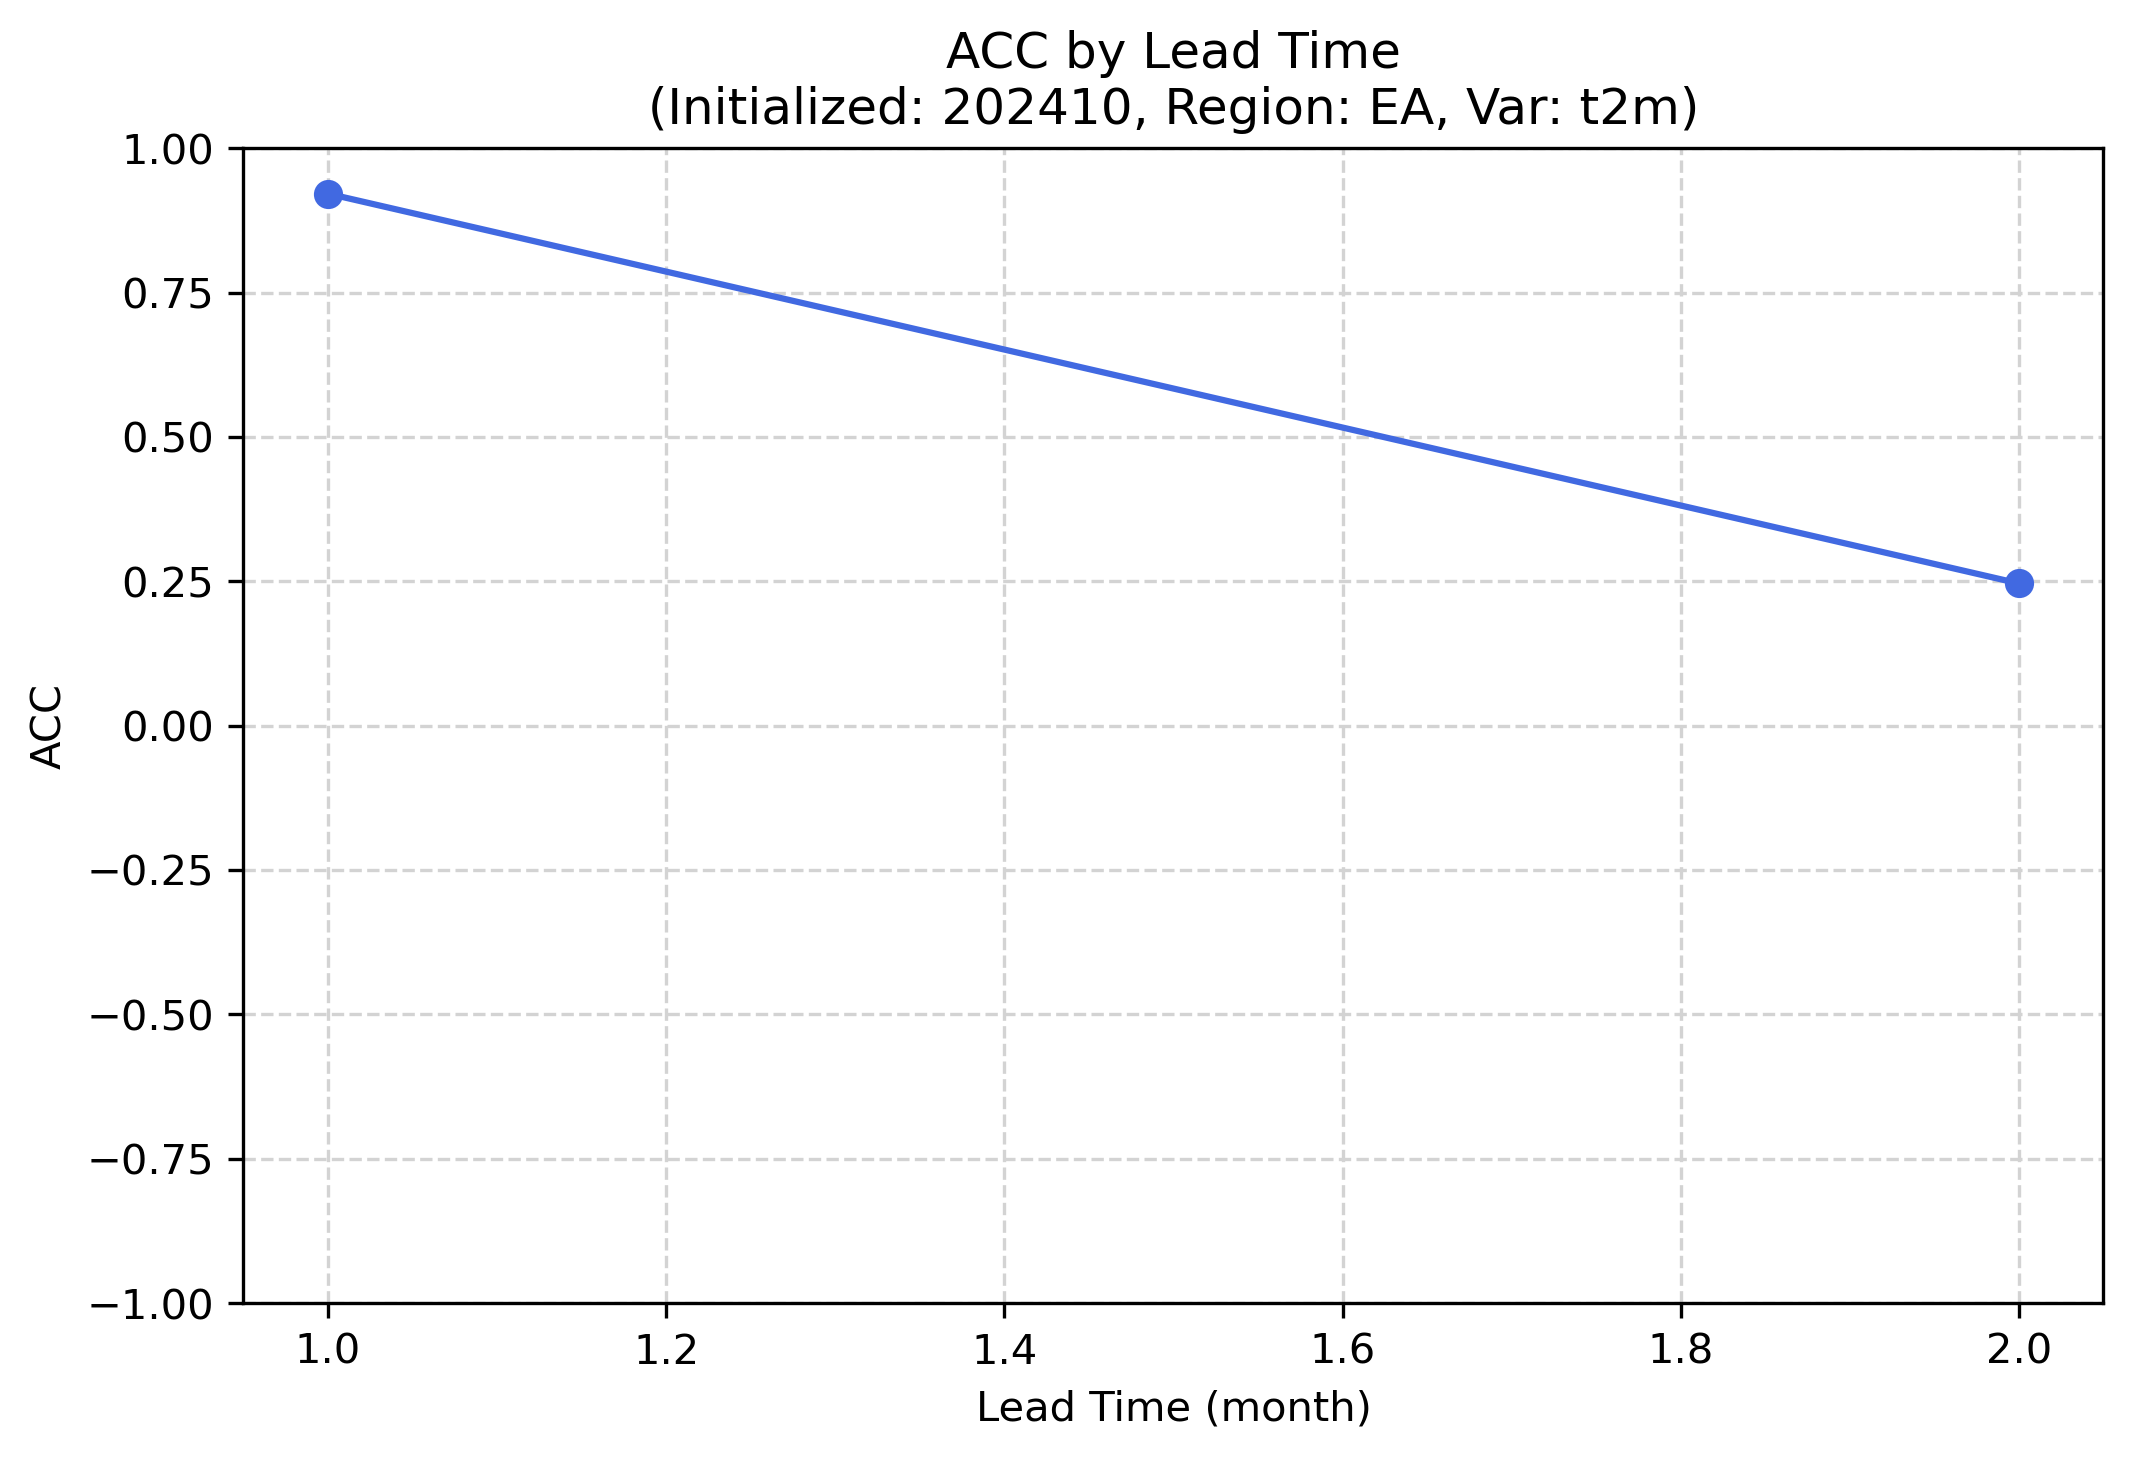 ACC by Lead Time
(Initialized: 202410, Region: EA, Var: t2m)
1.00
0.75
0.50
0.25
0.00
−0.25
−0.50
−0.75
−1.00
ACC
1.0 1.2 1.4 1.6 1.8 2.0
Lead Time (month)